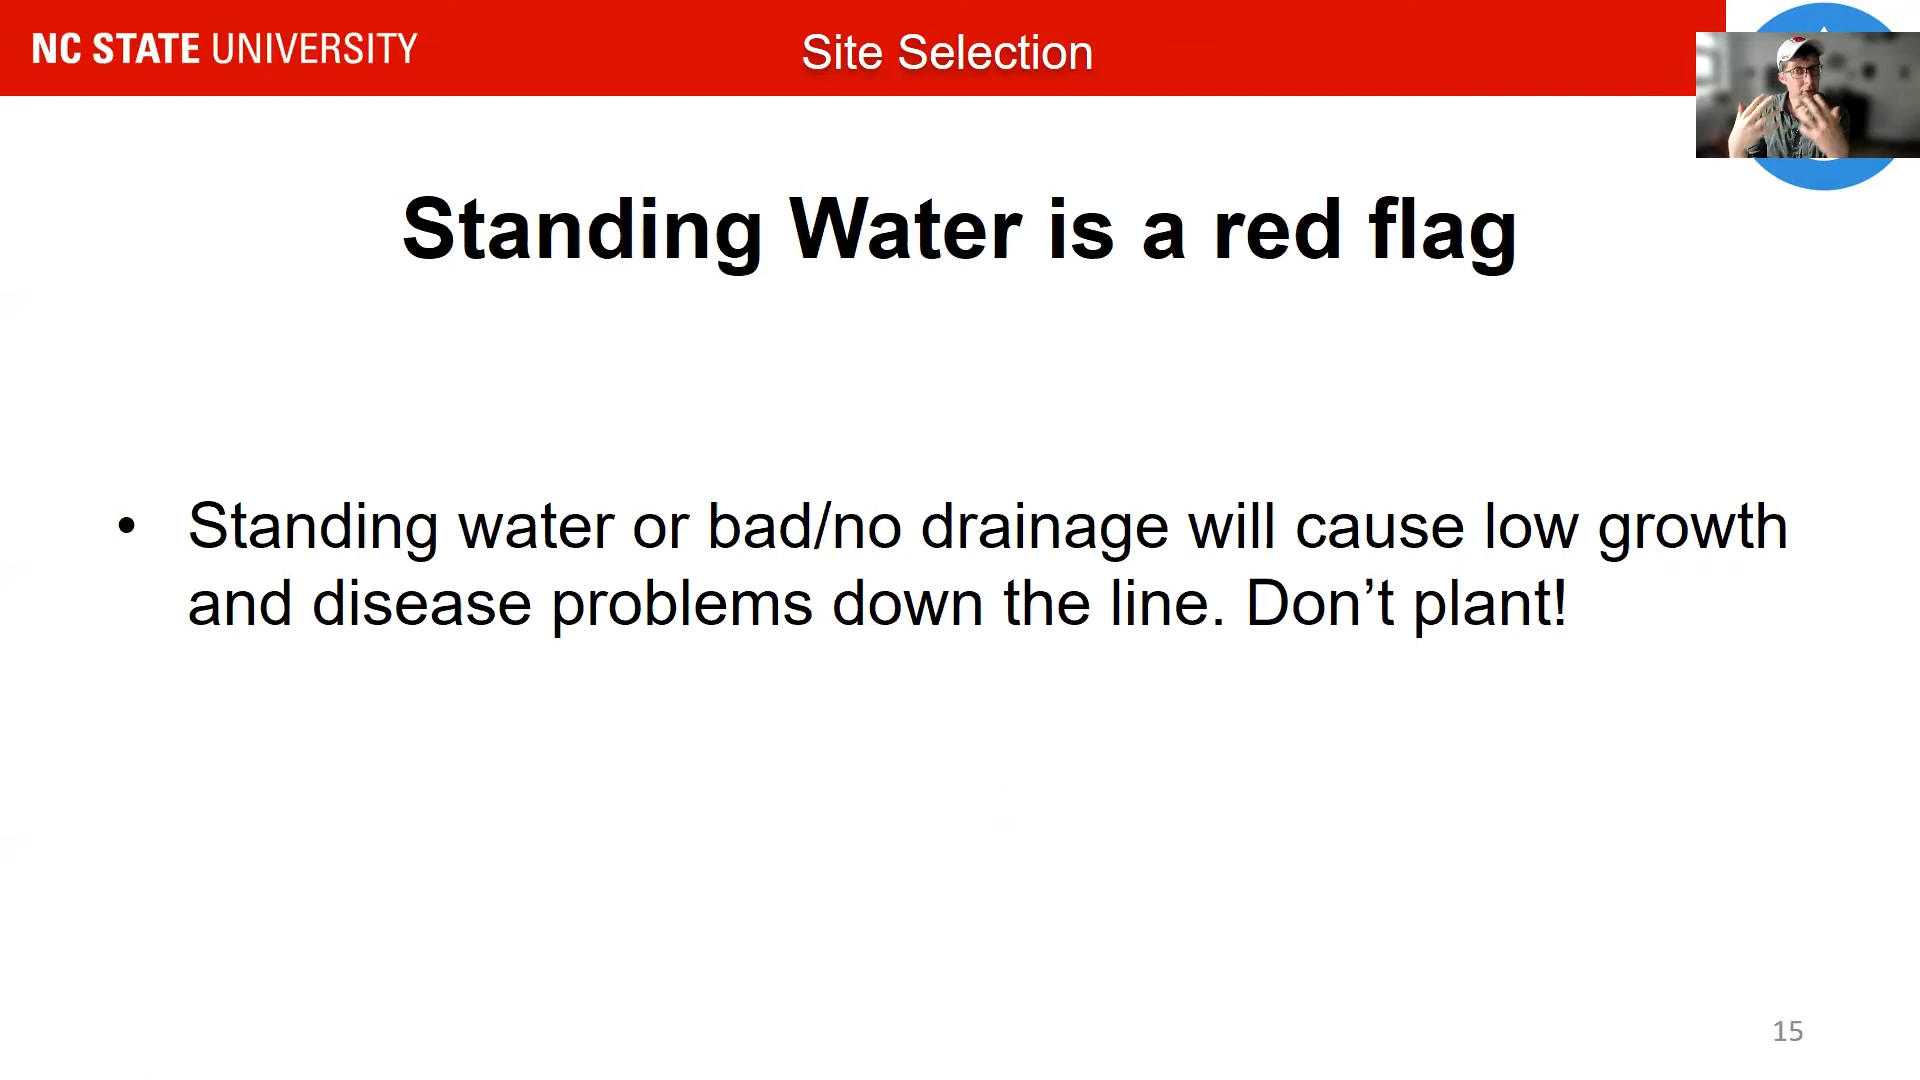 NC STATE UNIVERSITY
Site Selection
Standing Water is a red flag
• Standing water or bad/no drainage will cause low growth
and disease problems down the line. Don’t plant!
15